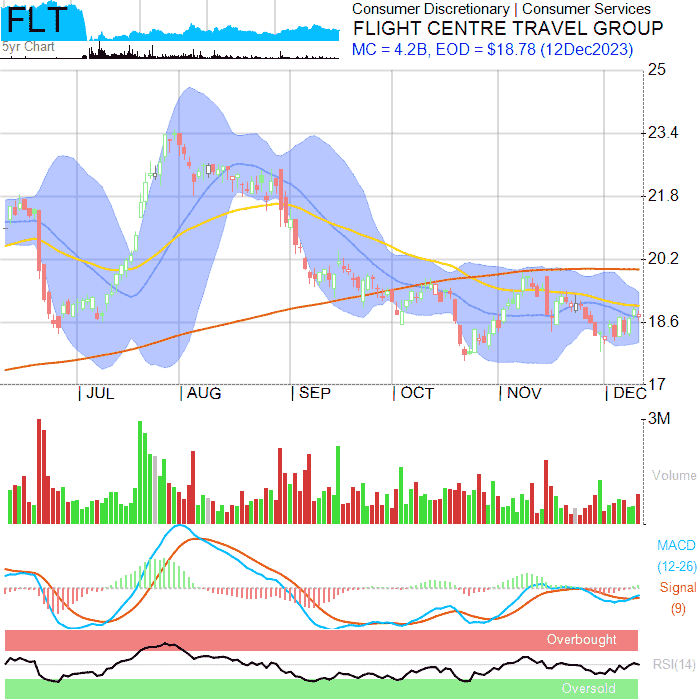 FLT
5yr Chart
Consumer Discretionary | Consumer Services
FLIGHT CENTRE TRAVEL GROUP
MC = 4.2B, EOD = $18.78 (12Dec2023)
25
23.4
21.8
20.2
18.6
17
JUL
AUG
SEP
OCT
NOV
DEC
3M
Volume
MACD
(12-26)
Signal
(9)
Overbought
RSI(14)
Oversold